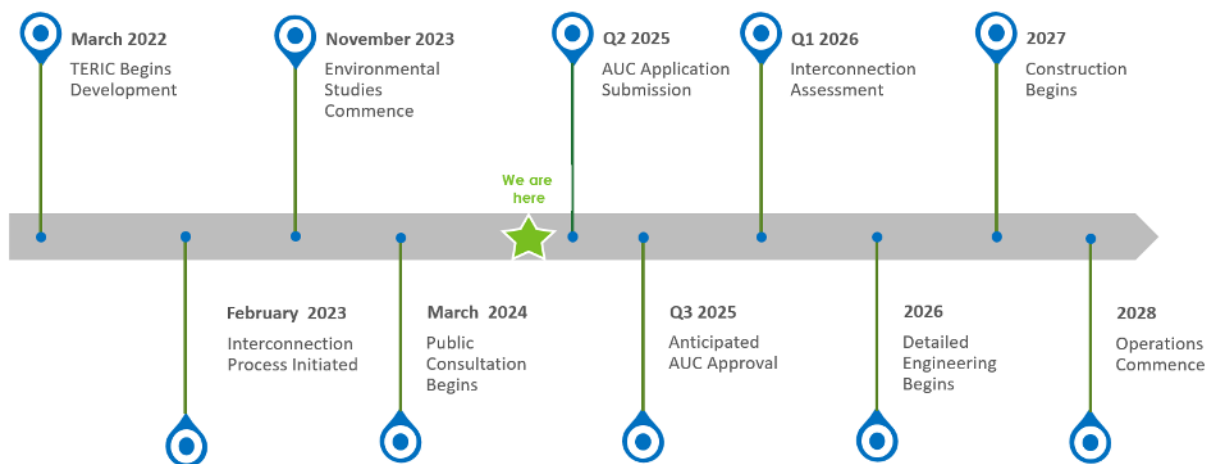 March 2022
TERIC Begins
Development
November 2023
Environmental
Studies
Commence
Q2 2025
AUC Application
Submission
Q1 2026
Interconnection
Assessment
2027
Construction
Begins
We are
here
February 2023
Interconnection
Process Initiated
March 2024
Public
Consultation
Begins
Q3 2025
Anticipated
AUC Approval
2026
Detailed
Engineering
Begins
2028
Operations
Commence